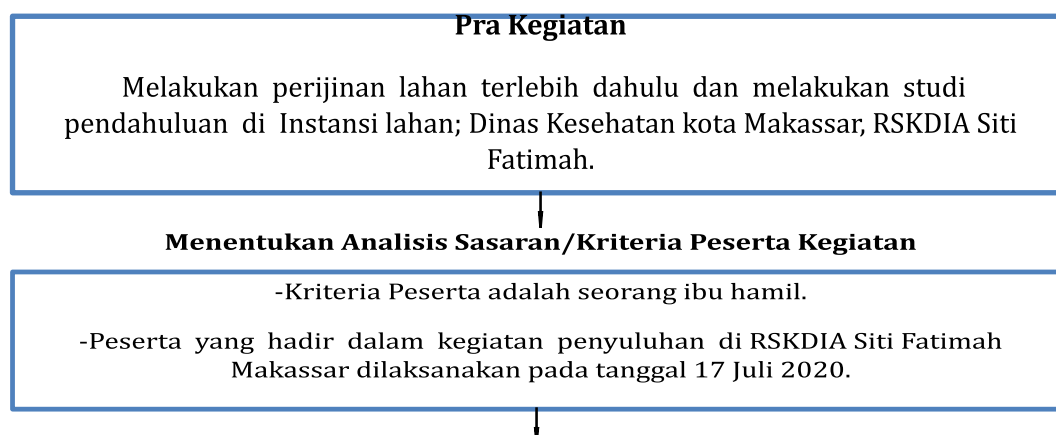 Pra Kegiatan
Melakukan perijinan lahan terlebih dahulu dan melakukan studi
pendahuluan di Instansi lahan; Dinas Kesehatan kota Makassar, RSKDIA Siti
Fatimah.
Menentukan Analisis Sasaran/Kriteria Peserta Kegiatan
-Kriteria Peserta adalah seorang ibu hamil.
-Peserta yang hadir dalam kegiatan penyuluhan di RSKDIA Siti Fatimah
Makassar dilaksanakan pada tanggal 17 Juli 2020.